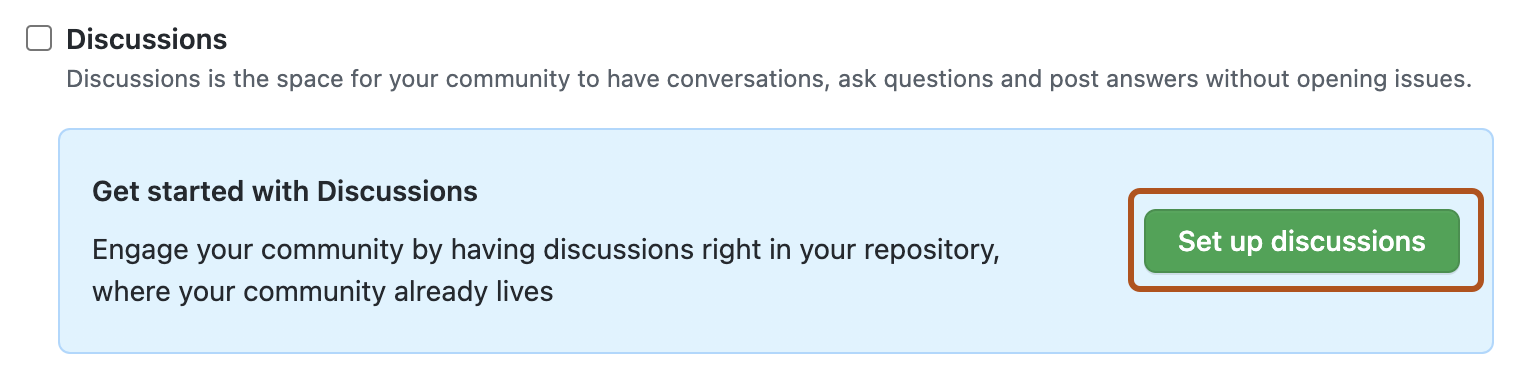 Discussions
Discussions is the space for your community to have conversations, ask questions and post answers without opening issues.
Get started with Discussions
Engage your community by having discussions right in your repository,
where your community already lives
Set up discussions